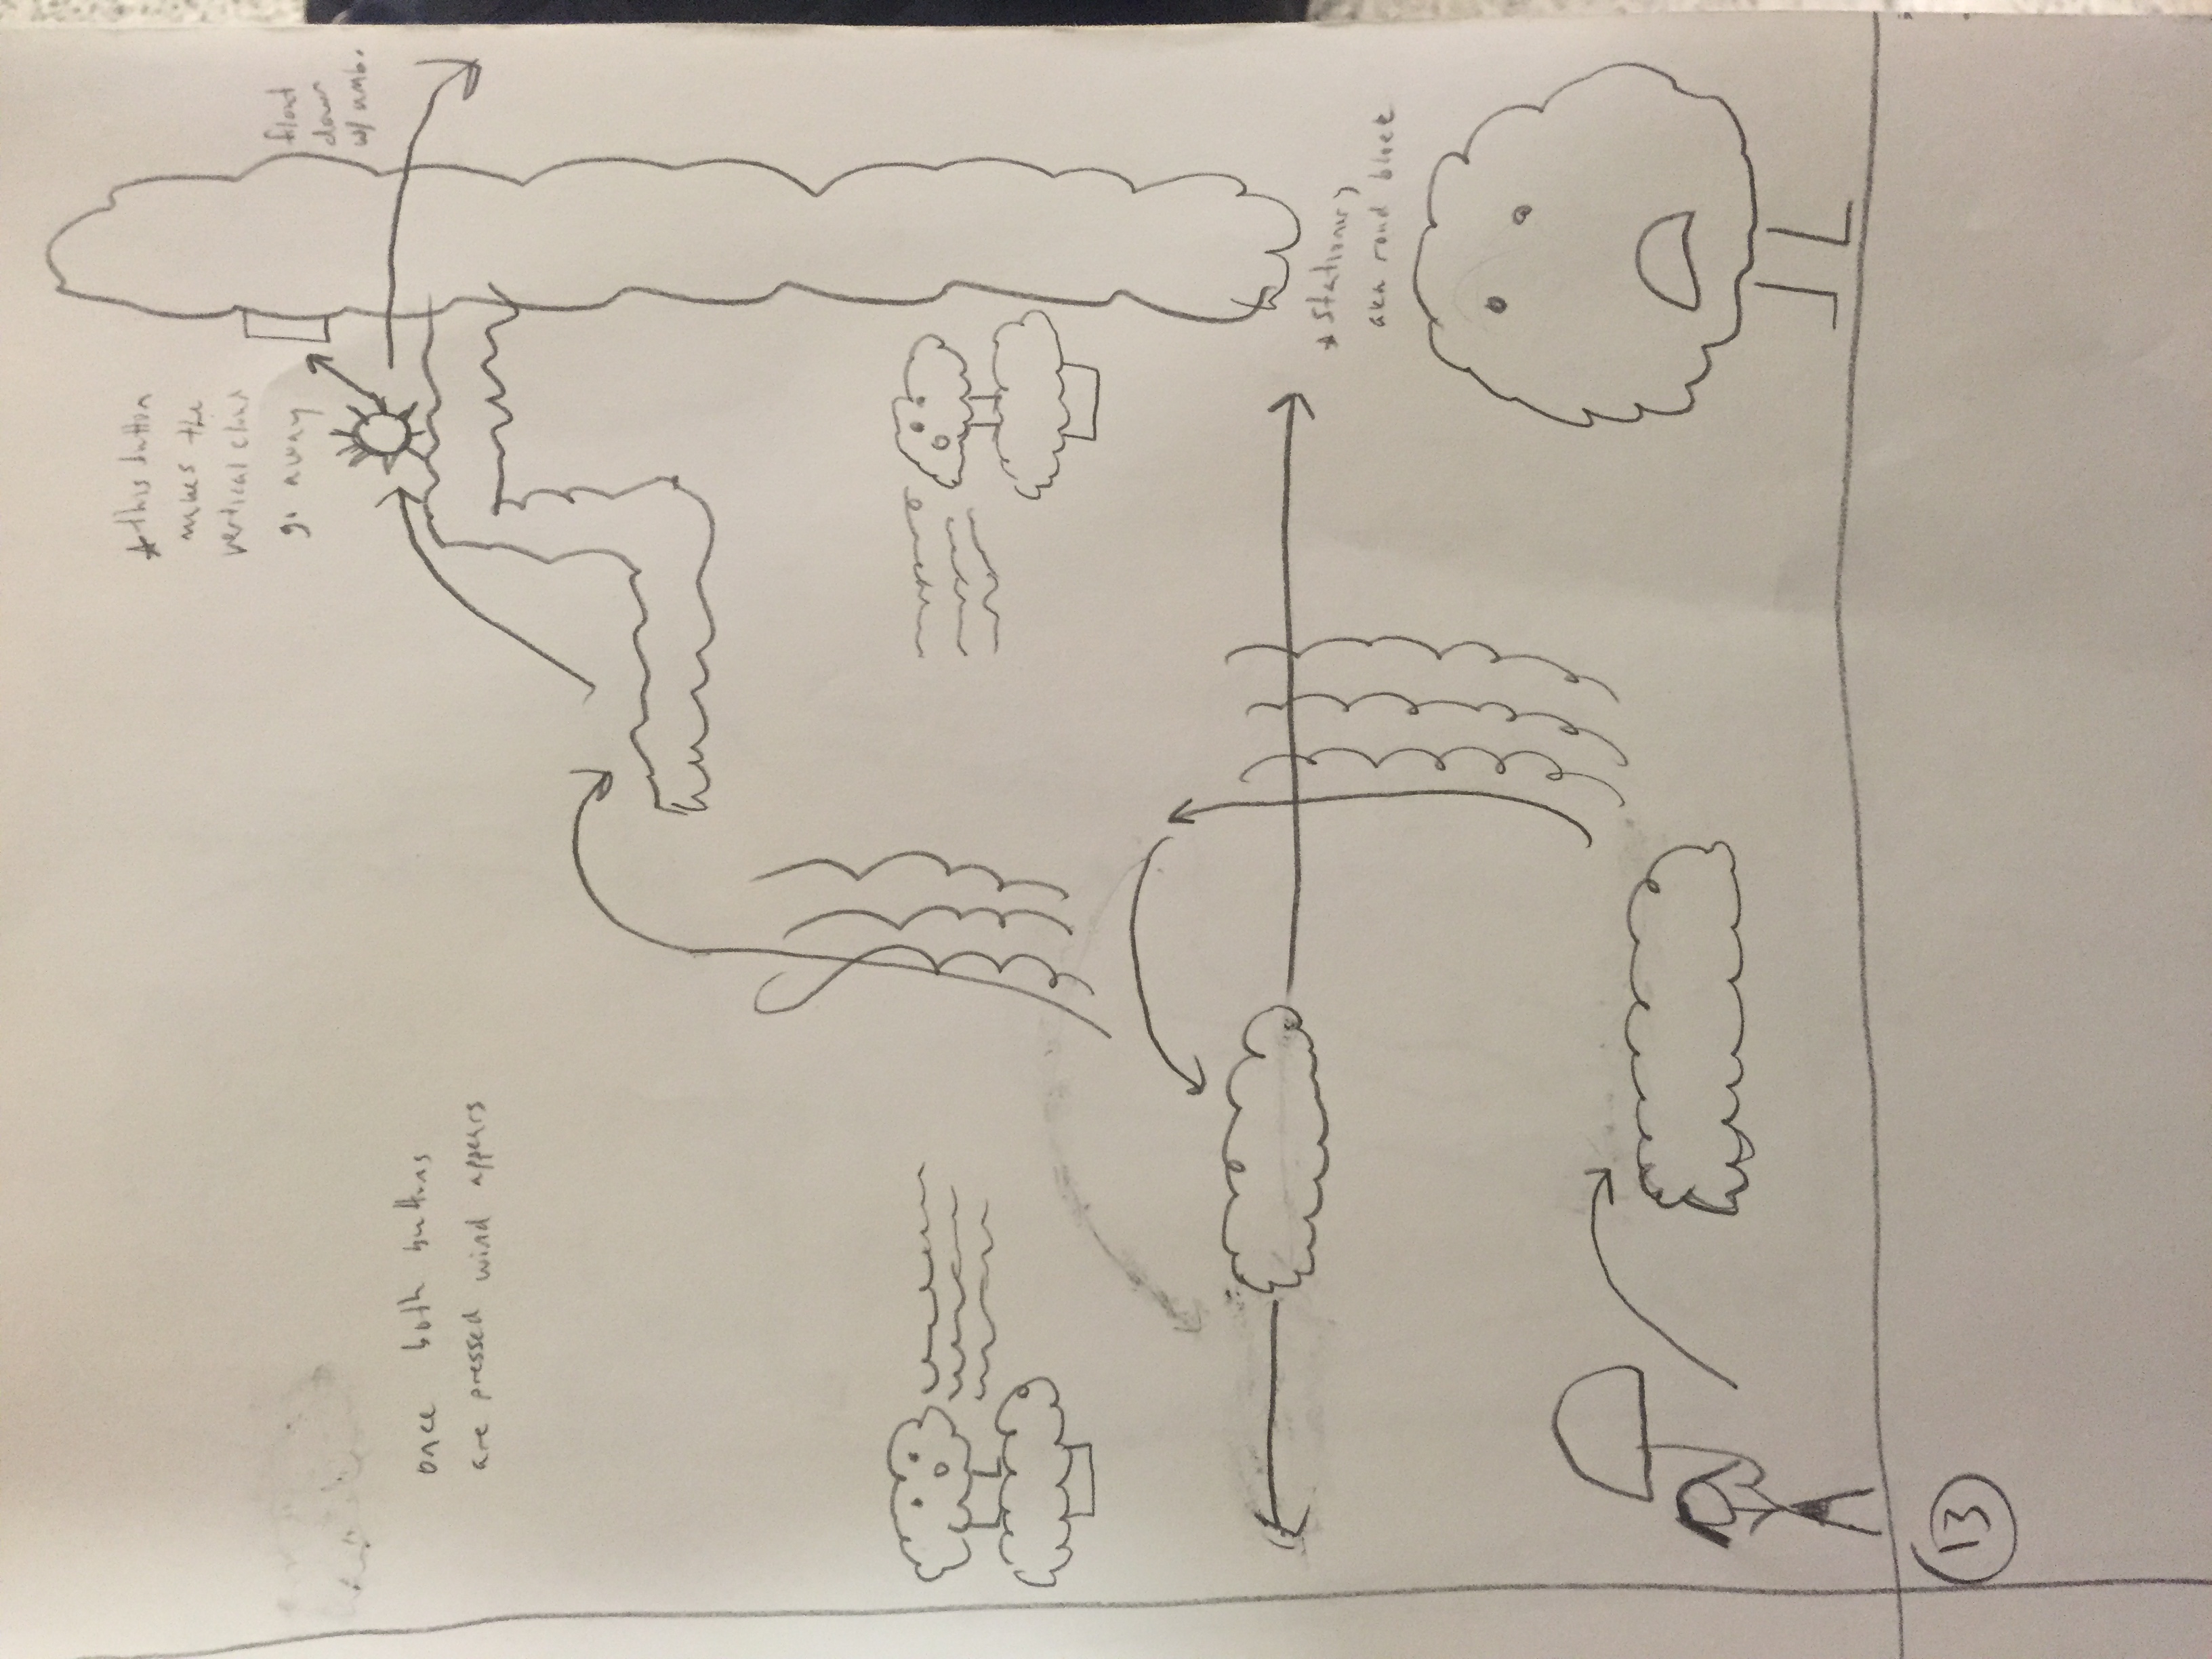 float
down
w/ umb.
*this button
makes the
vertical cloud
go away
once both buttons
are pressed wind appears
*stationary
aka round block
13